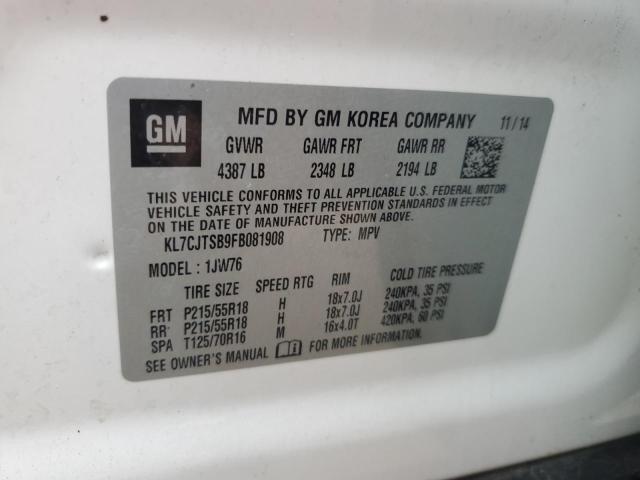 GM
MFD BY GM KOREA COMPANY 11/14
GVWR GAWR FRT GAWR RR
4387 LB 2348 LB 2194 LB
THIS VEHICLE CONFORMS TO ALL APPLICABLE U.S. FEDERAL MOTOR
VEHICLE SAFETY AND THEFT PREVENTION STANDARDS IN EFFECT
ON THE DATE OF MANUFACTURE SHOWN ABOVE.
KL7CJTSB9FB081908 TYPE: MPV
MODEL: 1JW76
TIRE SIZE SPEED RTG RIM COLD TIRE PRESSURE
FRT P215/55R18 H 18x7.0J 240KPA, 35 PSI
RR P215/55R18 H 18x7.0J 240KPA, 35 PSI
SPA T125/70R16 M 16x4.0T 420KPA, 60 PSI
SEE OWNER'S MANUAL FOR MORE INFORMATION.